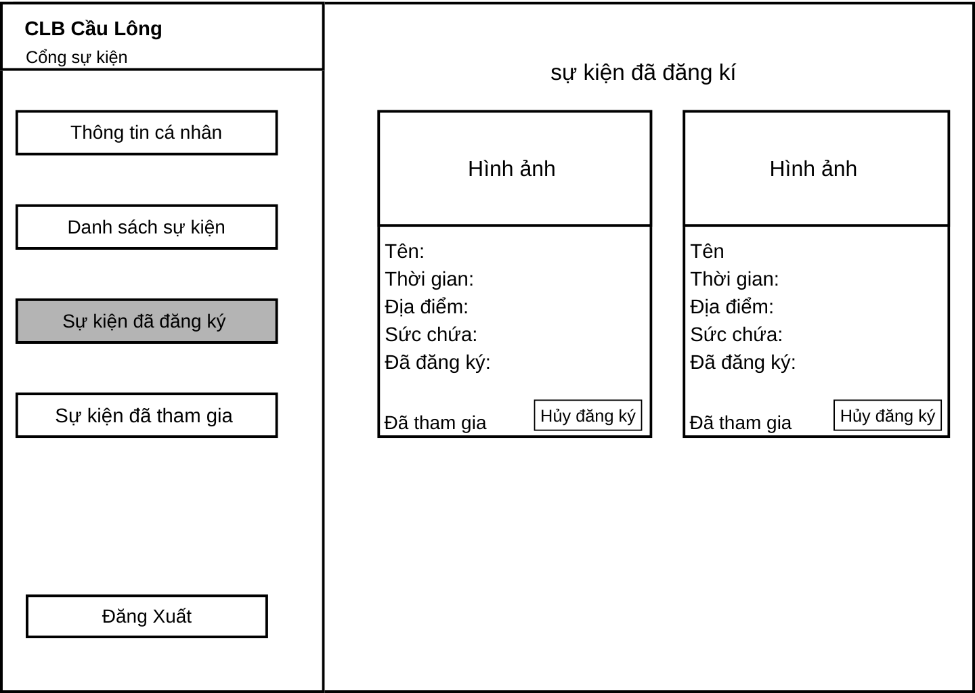 CLB Cầu Lông
Cổng sự kiện
Thông tin cá nhân
Danh sách sự kiện
Sự kiện đã đăng ký
Sự kiện đã tham gia
Đăng Xuất
sự kiện đã đăng kí
Hình ảnh
Tên:
Thời gian:
Địa điểm:
Sức chứa:
Đã đăng ký:
Đã tham gia
Hủy đăng ký
Hình ảnh
Tên
Thời gian:
Địa điểm:
Sức chứa:
Đã đăng ký:
Đã tham gia
Hủy đăng ký